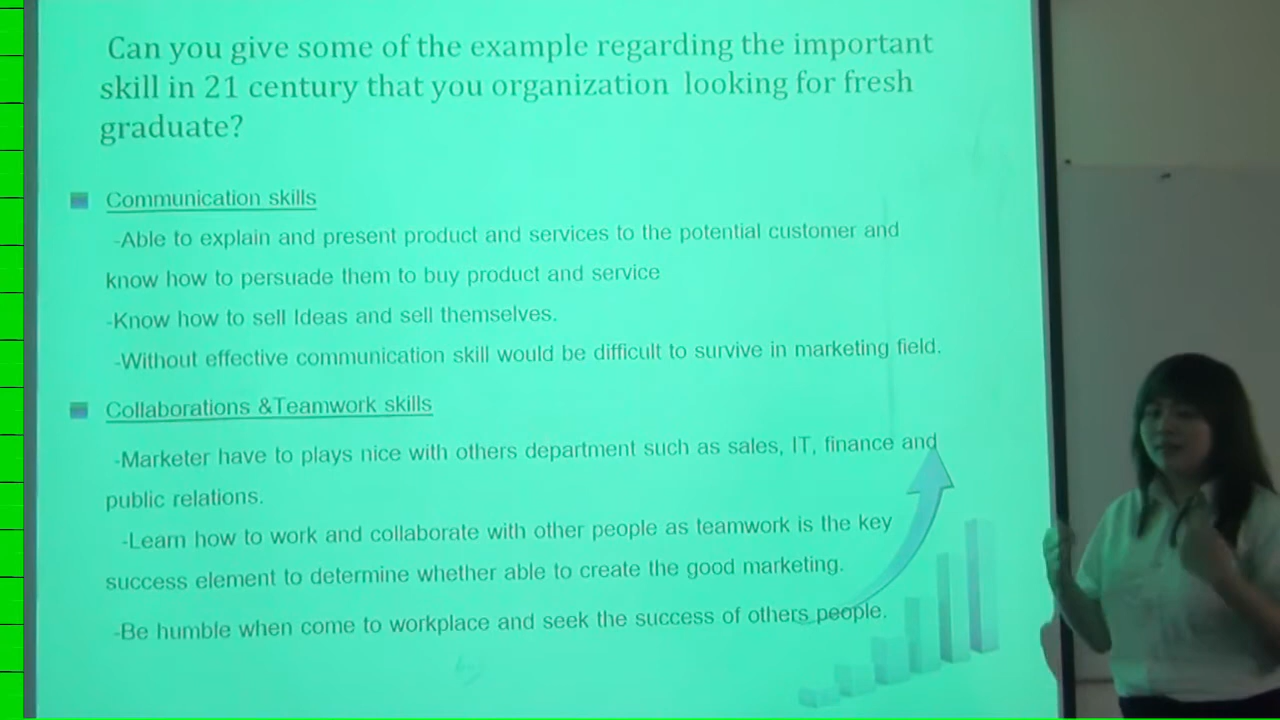 Can you give some of the example regarding the important
skill in 21 century that you organization looking for fresh
graduate?
Communication skills
-Able to explain and present product and services to the potential customer and
know how to persuade them to buy product and service
-Know how to sell Ideas and sell themselves.
-Without effective communication skill would be difficult to survive in marketing field.
Collaborations &Teamwork skills
-Marketer have to plays nice with others department such as sales, IT, finance and
public relations.
-Learn how to work and collaborate with other people as teamwork is the key
success element to determine whether able to create the good marketing.
-Be humble when come to workplace and seek the success of others people.